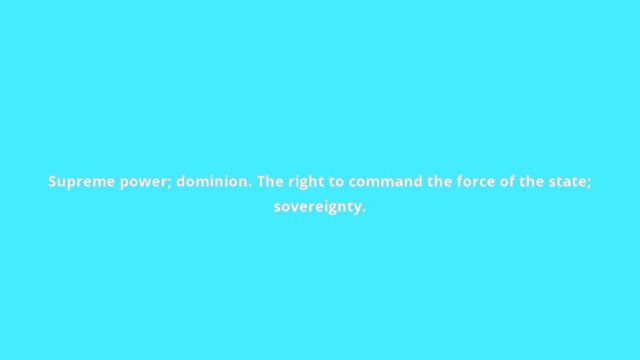 Supreme power; dominion. The right to command the force of the state;
sovereignty.